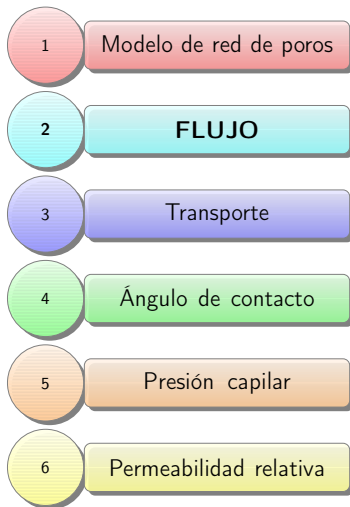 1 Modelo de red de poros
2 FLUJO
3 Transporte
4 Ángulo de contacto
5 Presión capilar
6 Permeabilidad relativa